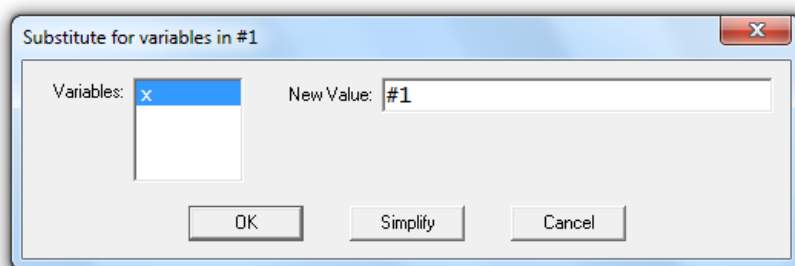 Substitute for variables in #1
Variables:
x
New Value:
#1
OK
Simplify
Cancel